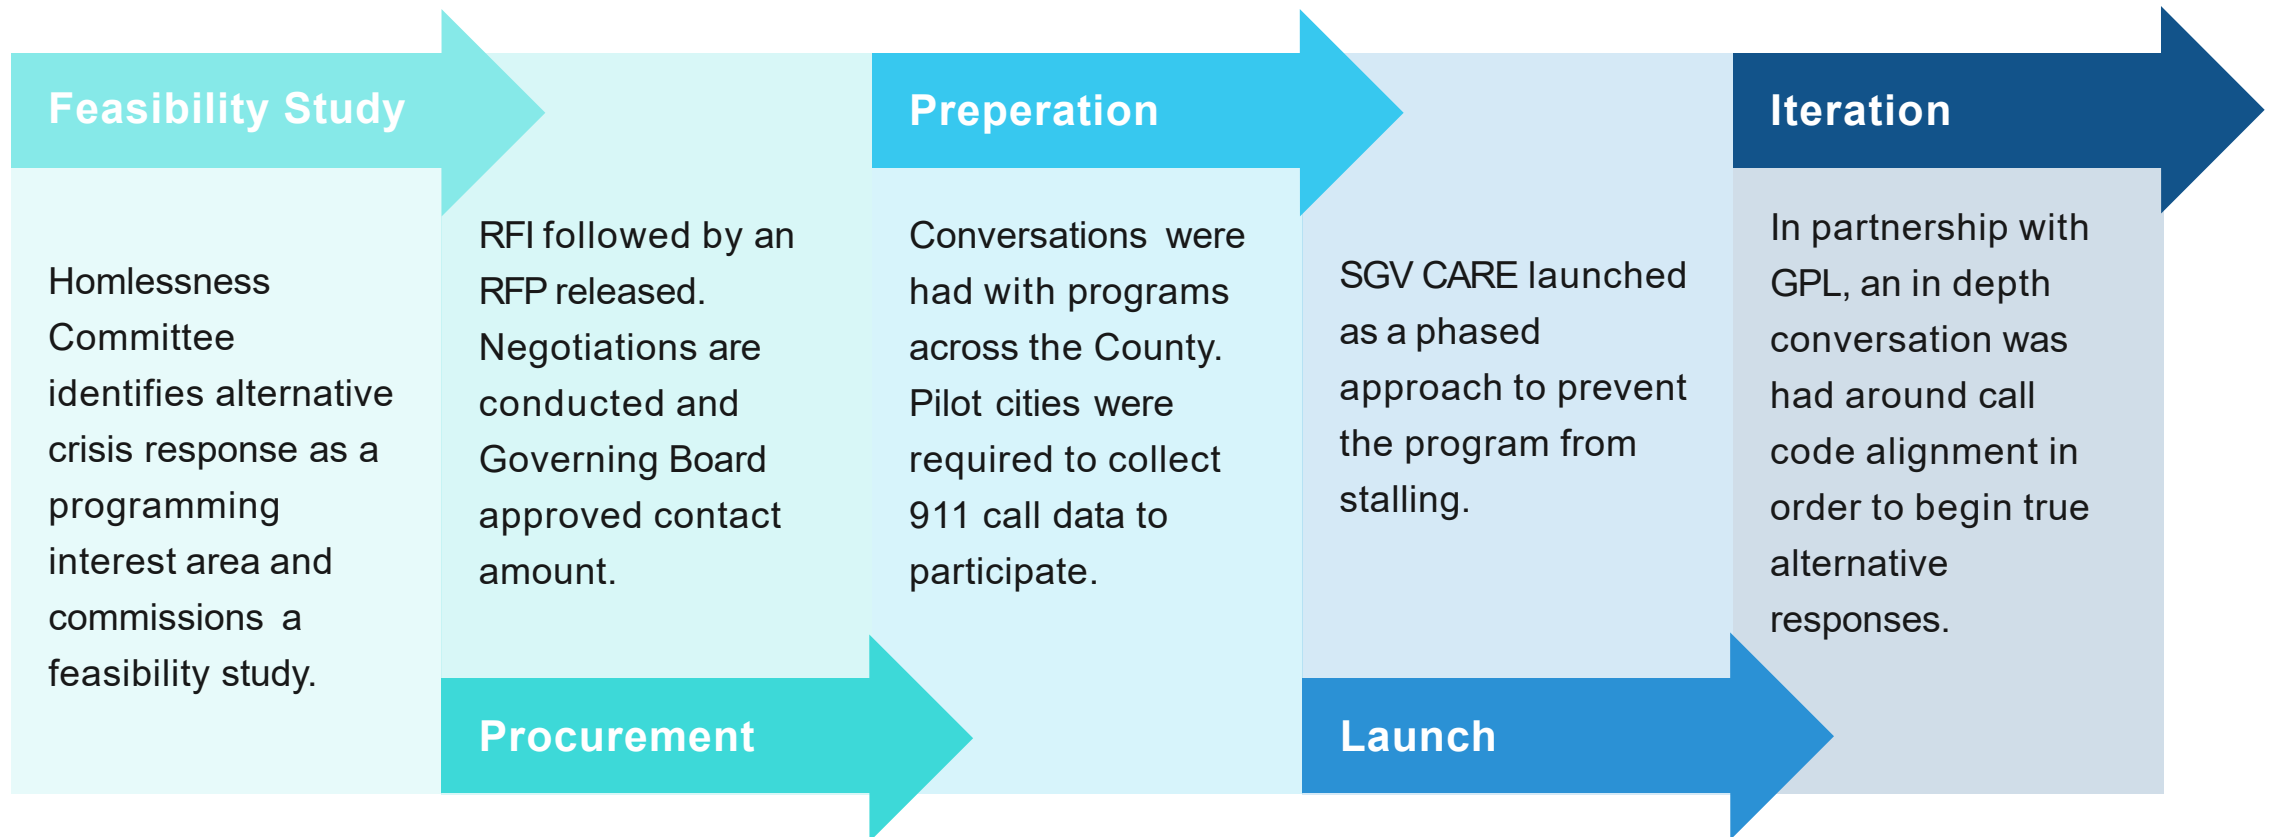 Feasibility Study
Homlessness
Committee
identifies alternative
crisis response as a
programming
interest area and
commissions a
feasibility study.
RFI followed by an
RFP released.
Negotiations are
conducted and
Governing Board
approved contact
amount.
Procurement
Preperation
Conversations were
had with programs
across the County.
Pilot cities were
required to collect
911 call data to
participate.
SGV CARE launched
as a phased
approach to prevent
the program from
stalling.
Launch
Iteration
In partnership with
GPL, an in depth
conversation was
had around call
code alignment in
order to begin true
alternative
responses.